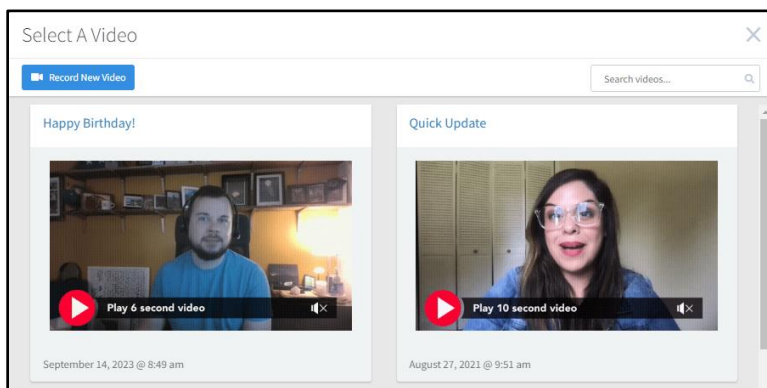 Select A Video
Record New Video
Search videos...
Happy Birthday!
Quick Update
Play 6 second video
Play 10 second video
September 14, 2023 @ 8:49 am
August 27, 2021 @ 9:51 am